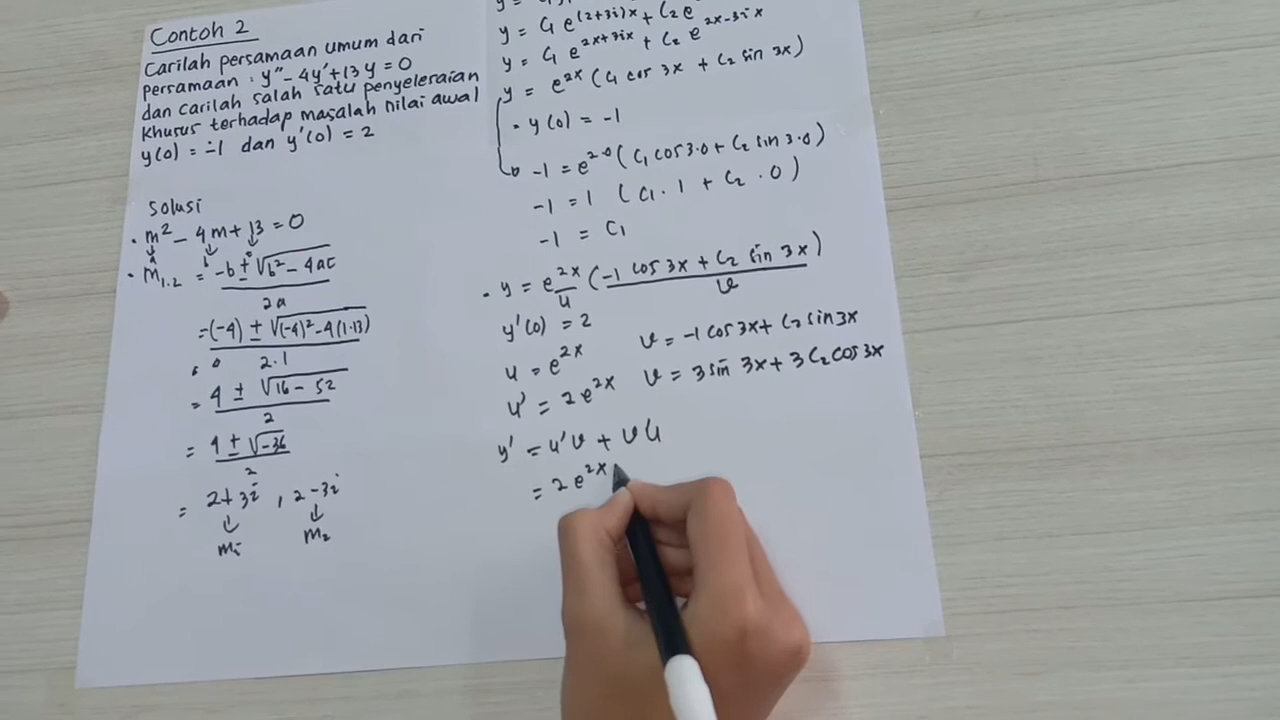 Contoh 2
Carilah persamaan umum dari
persamaan : y" - 4y' + 13y = 0
dan carilah salah satu penyeleraian
khusus terhadap masalah nilai awal
y(0) = -1 dan y'(0) = 2
Solusi
• m² - 4m + 13 = 0
↓ ↓ ↓
a b c
• m1.2 = -b ± √b² - 4ac / 2a
= -(-4) ± √(-4)² - 4(1·13) / 2.1
= 4 ± √16 - 52 / 2
= 4 ± √-36 / 2
= 2+3i , 2-3i
↓ ↓
m₁ m₂
y = C₁ e^(2+3i)x + C₂ e
y = C₁ e^2x+3ix + C₂ e^2x-3ix
y = e^2x (C₁ cos 3x + C₂ sin 3x)
• y(0) = -1
-1 = e^2·0 (C₁ cos 3.0 + C₂ sin 3.0)
-1 = 1 (C₁ . 1 + C₂ . 0)
-1 = C₁
• y = e^2x (-1 cos 3x + C₂ sin 3x)
u v
y'(0) = 2
u = e^2x v = -1 cos 3x + C₂ sin 3x
u' = 2e^2x v = 3 sin 3x + 3 C₂ cos 3x
y' = u'v + vu
= 2e^2x